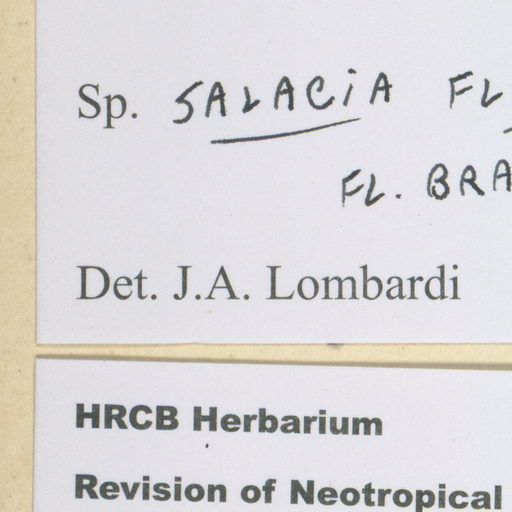 Sp. SALACIA FL
FL. BRA
Det. J.A. Lombardi
HRCB Herbarium
Revision of Neotropical